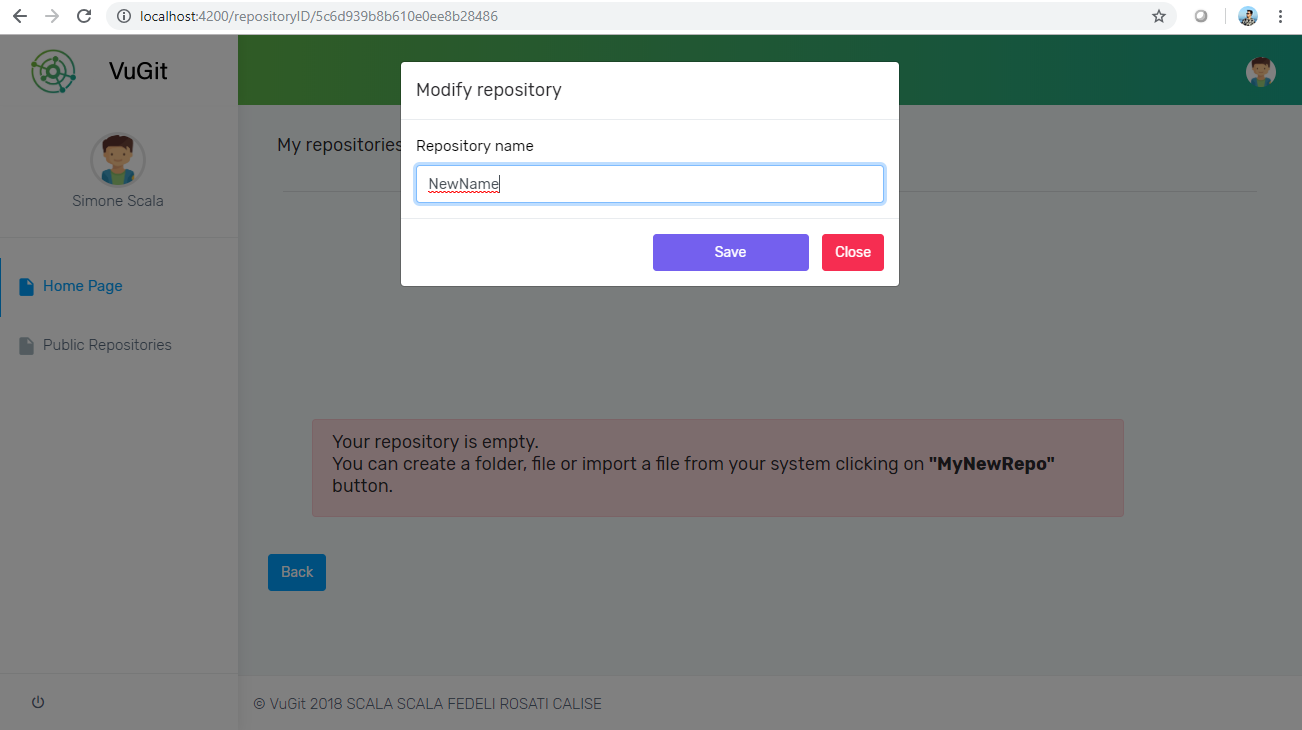 localhost:4200/repositoryID/5c6d939b8b610e0ee8b28486
VuGit
Simone Scala
Home Page
Public Repositories
My repositories
Modify repository
Repository name
NewName
Save
Close
Your repository is empty.
You can create a folder, file or import a file from your system clicking on "MyNewRepo"
button.
Back
© VuGit 2018 SCALA SCALA FEDELI ROSATI CALISE